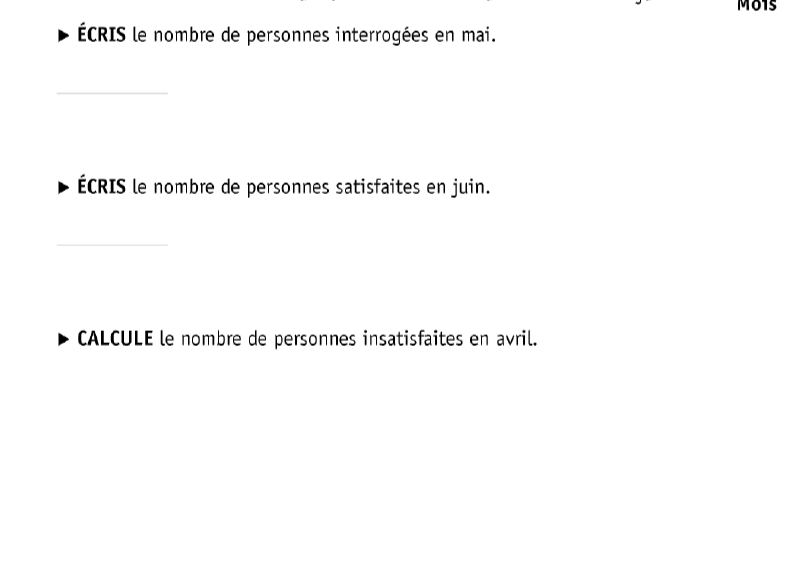 Mois
▶ ÉCRIS le nombre de personnes interrogées en mai.
▶ ÉCRIS le nombre de personnes satisfaites en juin.
▶ CALCULE le nombre de personnes insatisfaites en avril.